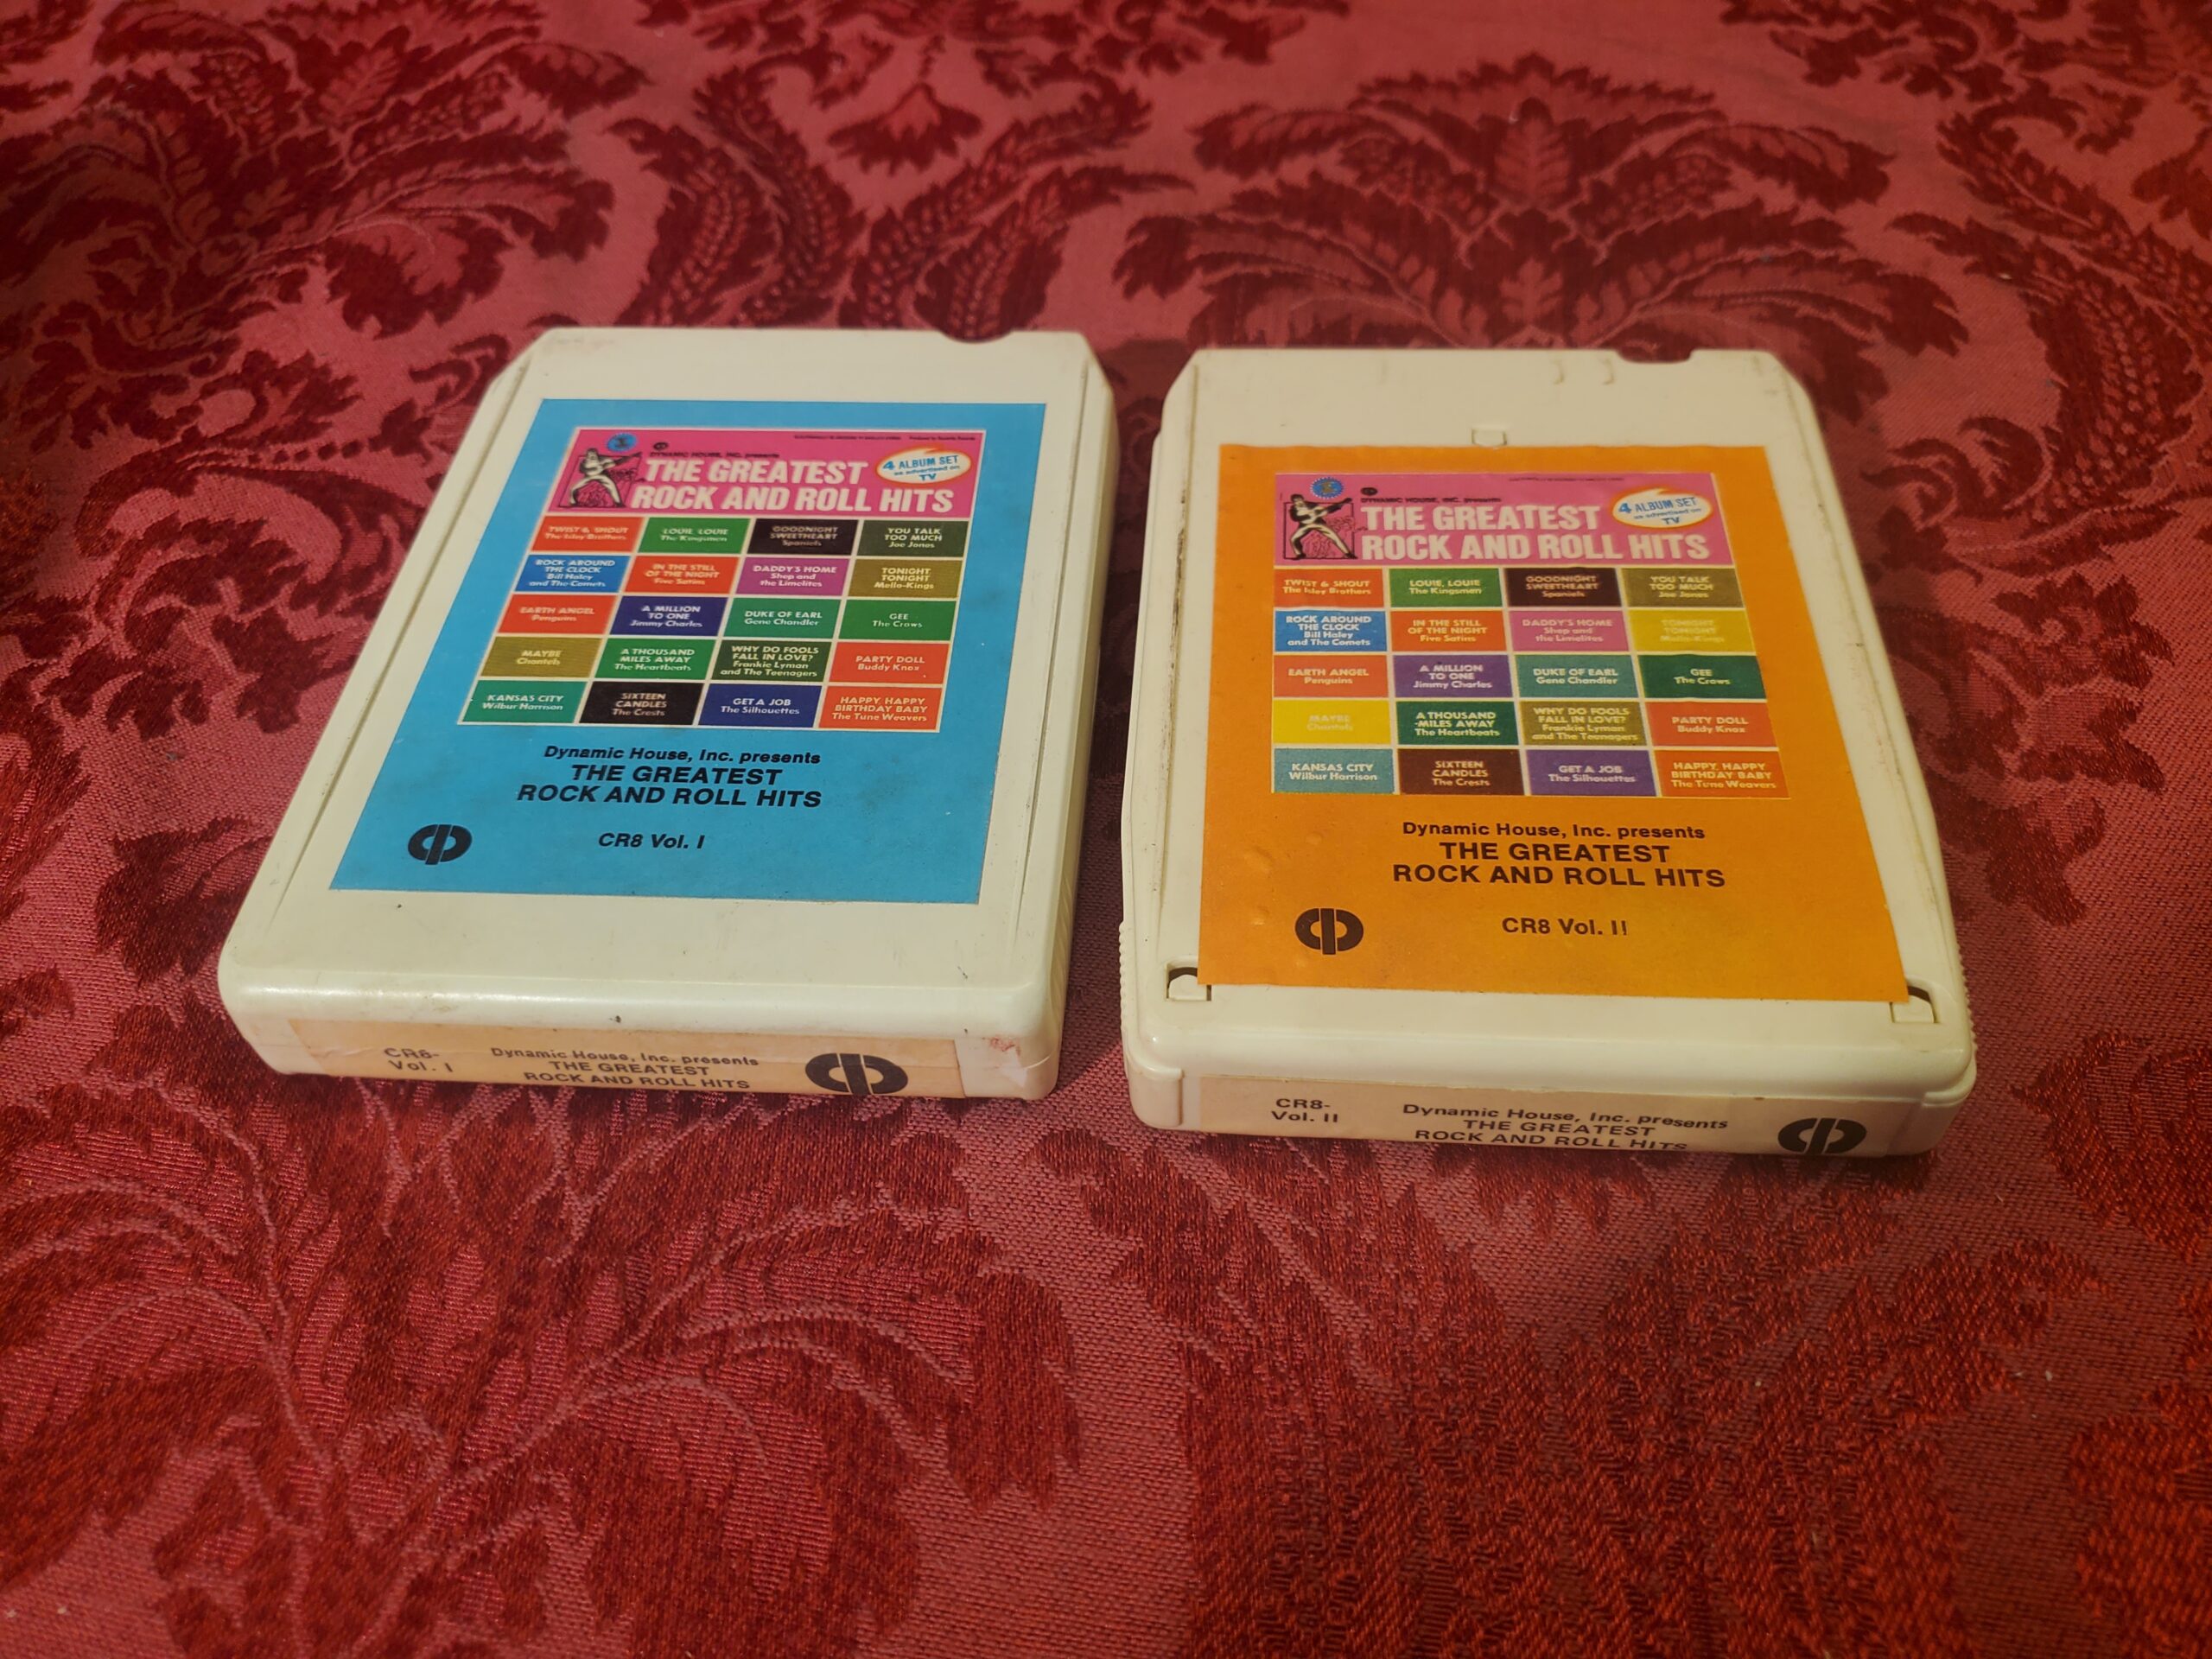 DYNAMIC HOUSE, INC. presents
THE GREATEST
ROCK AND ROLL HITS
4 ALBUM SET
as advertised on
TV
TWIST & SHOUT
The Isley Brothers
LOUIE, LOUIE
The Kingsmen
GOODNIGHT
SWEETHEART
Spaniels
YOU TALK
TOO MUCH
Joe Jones
ROCK AROUND
THE CLOCK
Bill Haley
and The Comets
IN THE STILL
OF THE NIGHT
Five Satins
DADDY'S HOME
Shep and
the Limelites
TONIGHT
TONIGHT
Mello-Kings
EARTH ANGEL
Penguins
A MILLION
TO ONE
Jimmy Charles
DUKE OF EARL
Gene Chandler
GEE
The Crows
MAYBE
Chantels
A THOUSAND
MILES AWAY
The Heartbeats
WHY DO FOOLS
FALL IN LOVE?
Frankie Lyman
and The Teenagers
PARTY DOLL
Buddy Knox
KANSAS CITY
Wilbur Harrison
SIXTEEN
CANDLES
The Crests
GET A JOB
The Silhouettes
HAPPY HAPPY
BIRTHDAY BABY
The Tune Weavers
Dynamic House, Inc. presents
THE GREATEST
ROCK AND ROLL HITS
CR8 Vol. I
CR8-
Vol. I
Dynamic House, Inc. presents
THE GREATEST
ROCK AND ROLL HITS
DYNAMIC HOUSE, INC. presents
THE GREATEST
ROCK AND ROLL HITS
4 ALBUM SET
as advertised on
TV
TWIST & SHOUT
The Isley Brothers
LOUIE, LOUIE
The Kingsmen
GOODNIGHT
SWEETHEART
Spaniels
YOU TALK
TOO MUCH
Joe Jones
ROCK AROUND
THE CLOCK
Bill Haley
and The Comets
IN THE STILL
OF THE NIGHT
Five Satins
DADDY'S HOME
Shep and
the Limelites
TONIGHT
TONIGHT
Mello-Kings
EARTH ANGEL
Penguins
A MILLION
TO ONE
Jimmy Charles
DUKE OF EARL
Gene Chandler
GEE
The Crows
MAYBE
Chantels
A THOUSAND
MILES AWAY
The Heartbeats
WHY DO FOOLS
FALL IN LOVE?
Frankie Lyman
and The Teenagers
PARTY DOLL
Buddy Knox
KANSAS CITY
Wilbur Harrison
SIXTEEN
CANDLES
The Crests
GET A JOB
The Silhouettes
HAPPY, HAPPY
BIRTHDAY BABY
The Tune Weavers
Dynamic House, Inc. presents
THE GREATEST
ROCK AND ROLL HITS
CR8 Vol. II
CR8-
Vol. II
Dynamic House, Inc. presents
THE GREATEST
ROCK AND ROLL HITS